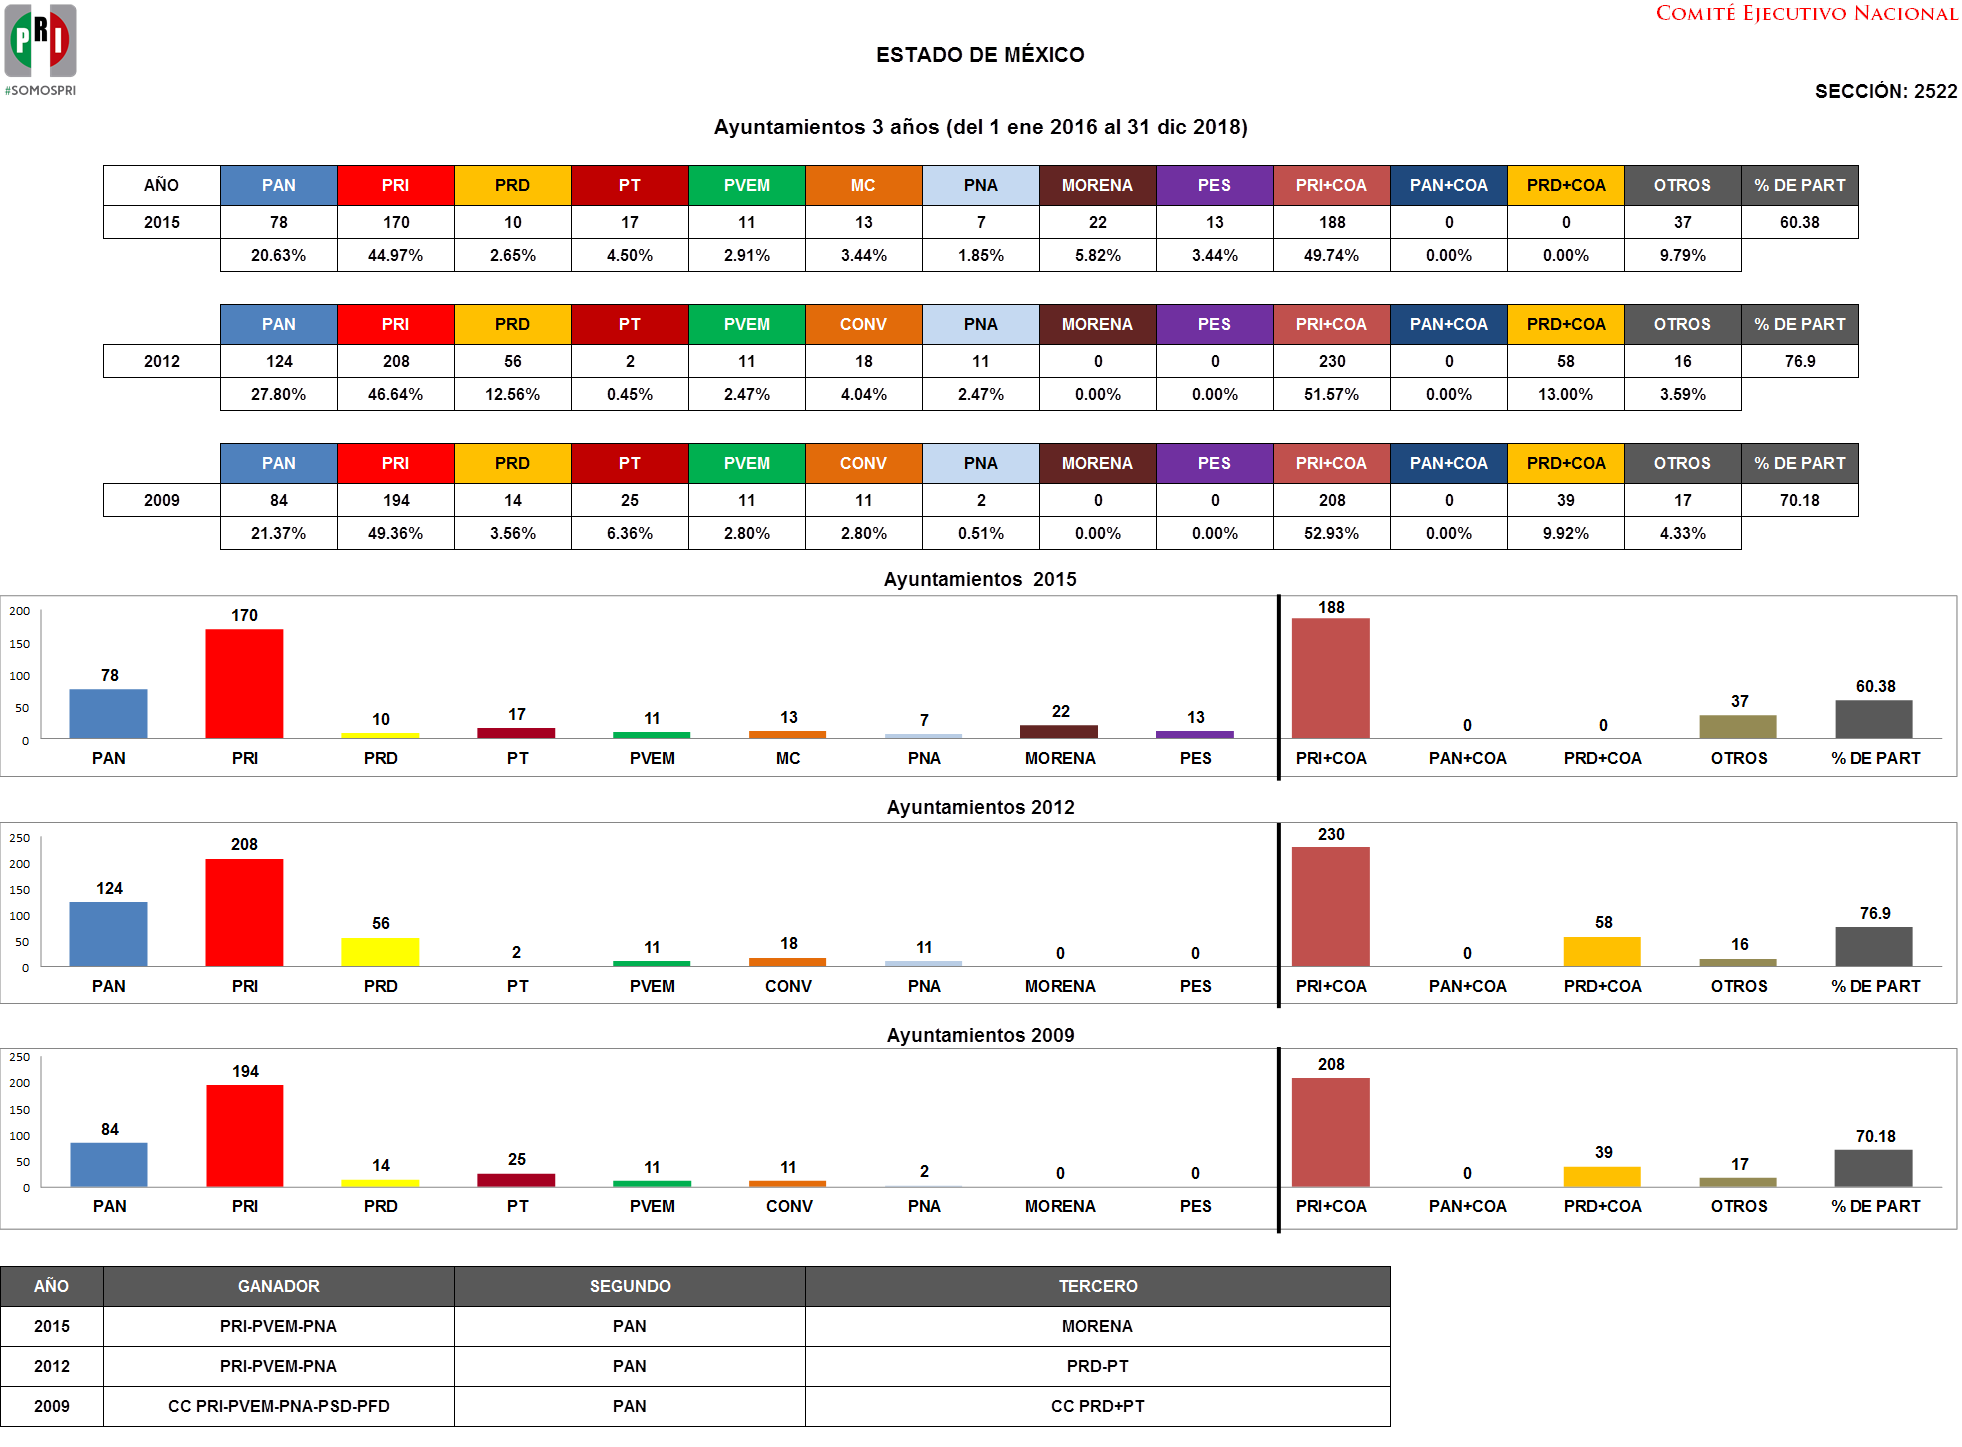 COMITÉ EJECUTIVO NACIONAL
PRI
#SOMOSPRI
ESTADO DE MÉXICO
SECCIÓN: 2522
Ayuntamientos 3 años (del 1 ene 2016 al 31 dic 2018)
AÑO PAN PRI PRD PT PVEM MC PNA MORENA PES PRI+COA PAN+COA PRD+COA OTROS % DE PART
2015 78 170 10 17 11 13 7 22 13 188 0 0 37 60.38
20.63% 44.97% 2.65% 4.50% 2.91% 3.44% 1.85% 5.82% 3.44% 49.74% 0.00% 0.00% 9.79%
PAN PRI PRD PT PVEM CONV PNA MORENA PES PRI+COA PAN+COA PRD+COA OTROS % DE PART
2012 124 208 56 2 11 18 11 0 0 230 0 58 16 76.9
27.80% 46.64% 12.56% 0.45% 2.47% 4.04% 2.47% 0.00% 0.00% 51.57% 0.00% 13.00% 3.59%
PAN PRI PRD PT PVEM CONV PNA MORENA PES PRI+COA PAN+COA PRD+COA OTROS % DE PART
2009 84 194 14 25 11 11 2 0 0 208 0 39 17 70.18
21.37% 49.36% 3.56% 6.36% 2.80% 2.80% 0.51% 0.00% 0.00% 52.93% 0.00% 9.92% 4.33%
Ayuntamientos 2015
200
150
100
50
0
78 170 10 17 11 13 7 22 13 188 0 0 37 60.38
PAN PRI PRD PT PVEM MC PNA MORENA PES PRI+COA PAN+COA PRD+COA OTROS % DE PART
Ayuntamientos 2012
250
200
150
100
50
0
124 208 56 2 11 18 11 0 0 230 0 58 16 76.9
PAN PRI PRD PT PVEM CONV PNA MORENA PES PRI+COA PAN+COA PRD+COA OTROS % DE PART
Ayuntamientos 2009
250
200
150
100
50
0
84 194 14 25 11 11 2 0 0 208 0 39 17 70.18
PAN PRI PRD PT PVEM CONV PNA MORENA PES PRI+COA PAN+COA PRD+COA OTROS % DE PART
AÑO GANADOR SEGUNDO TERCERO
2015 PRI-PVEM-PNA PAN MORENA
2012 PRI-PVEM-PNA PAN PRD-PT
2009 CC PRI-PVEM-PNA-PSD-PFD PAN CC PRD+PT